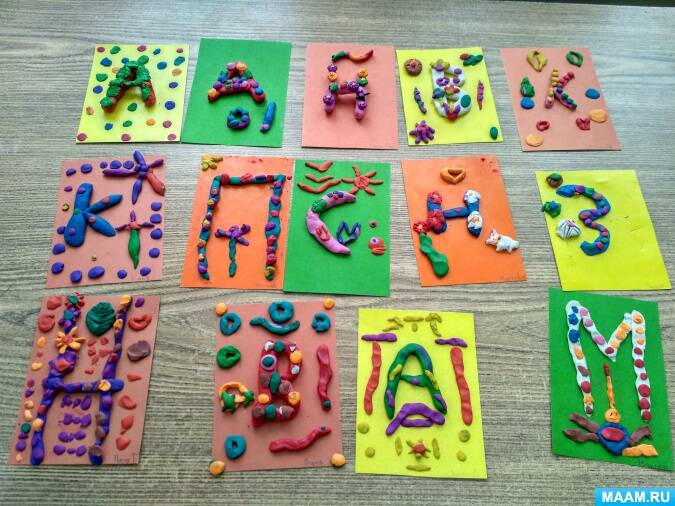 А А В К
К П С Н З
Н В А М
MAAM.RU